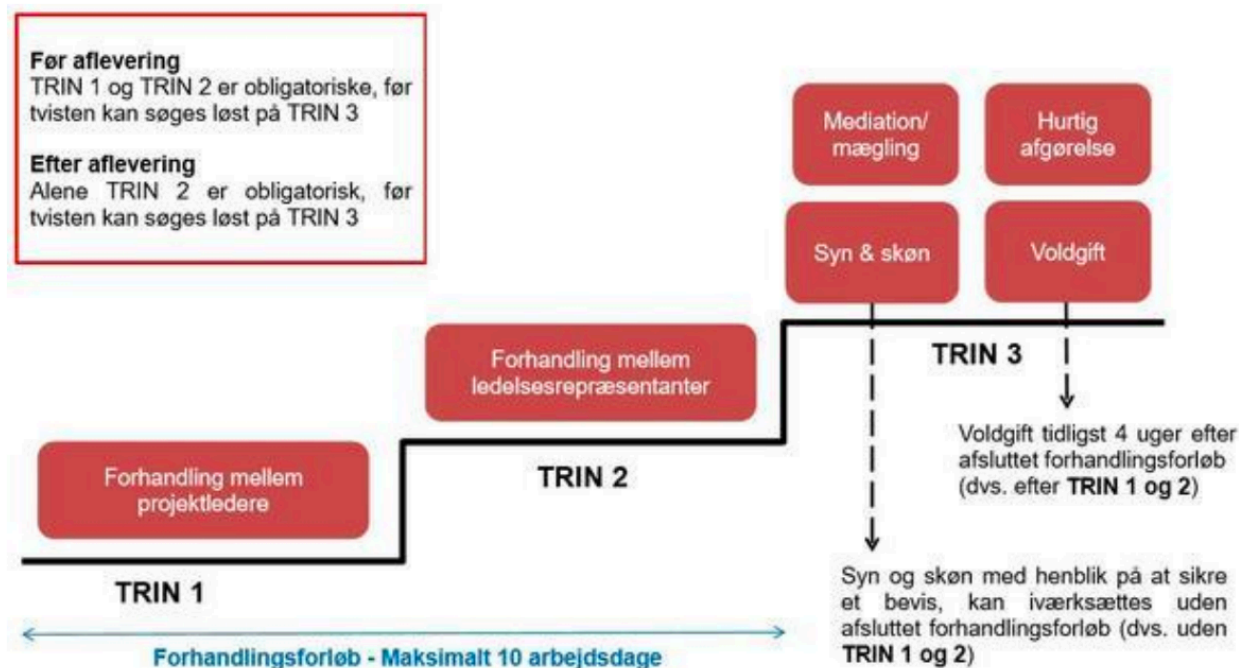 Før aflevering
TRIN 1 og TRIN 2 er obligatoriske, før
tvisten kan søges løst på TRIN 3
Efter aflevering
Alene TRIN 2 er obligatorisk, før
tvisten kan søges løst på TRIN 3
Mediation/
mægling
Hurtig
afgørelse
Syn & skøn
Voldgift
TRIN 3
Forhandling mellem
ledelsesrepræsentanter
TRIN 2
Forhandling mellem
projektledere
TRIN 1
Voldgift tidligst 4 uger efter
afsluttet forhandlingsforløb
(dvs. efter TRIN 1 og 2)
Syn og skøn med henblik på at sikre
et bevis, kan iværksættes uden
afsluttet forhandlingsforløb (dvs. uden
TRIN 1 og 2)
Forhandlingsforløb - Maksimalt 10 arbejdsdage